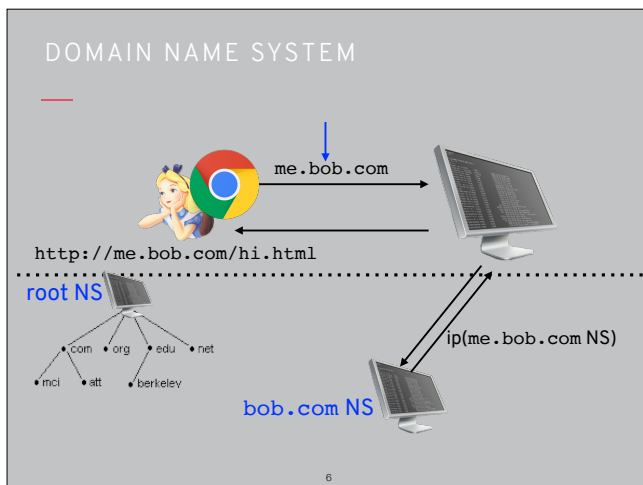 DOMAIN NAME SYSTEM
me.bob.com
http://me.bob.com/hi.html
root NS
com org edu net
mci att berkelev
ip(me.bob.com NS)
bob.com NS
6